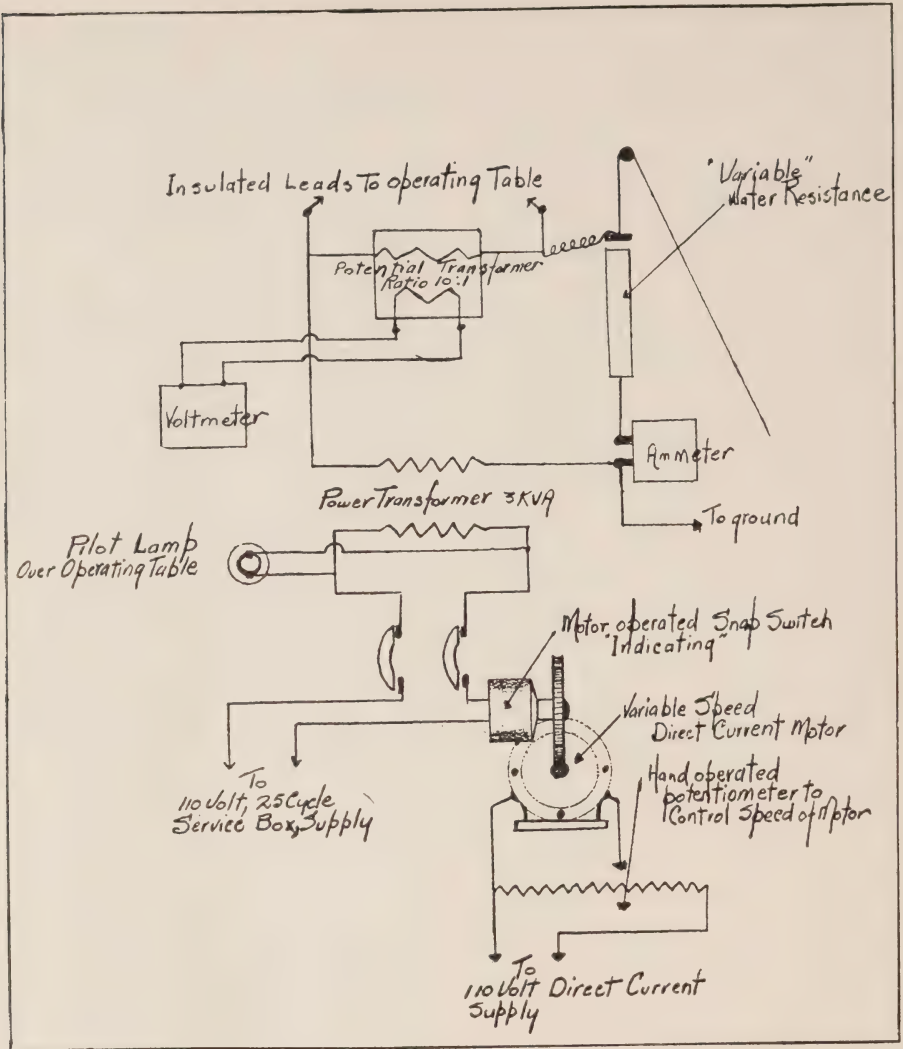 Insulated Leads To operating Table
"Variable"
Water Resistance
Potential Transformer
Ratio 10:1
Voltmeter
Ammeter
Power Transformer 3 KVA
To ground
Pilot Lamp
Over Operating Table
Motor operated Snap Switch
"Indicating"
Variable Speed
Direct Current Motor
To
110 Volt, 25 Cycle
Service Box, Supply
Hand operated
potentiometer to
Control Speed of Motor
To
110 Volt Direct Current
Supply